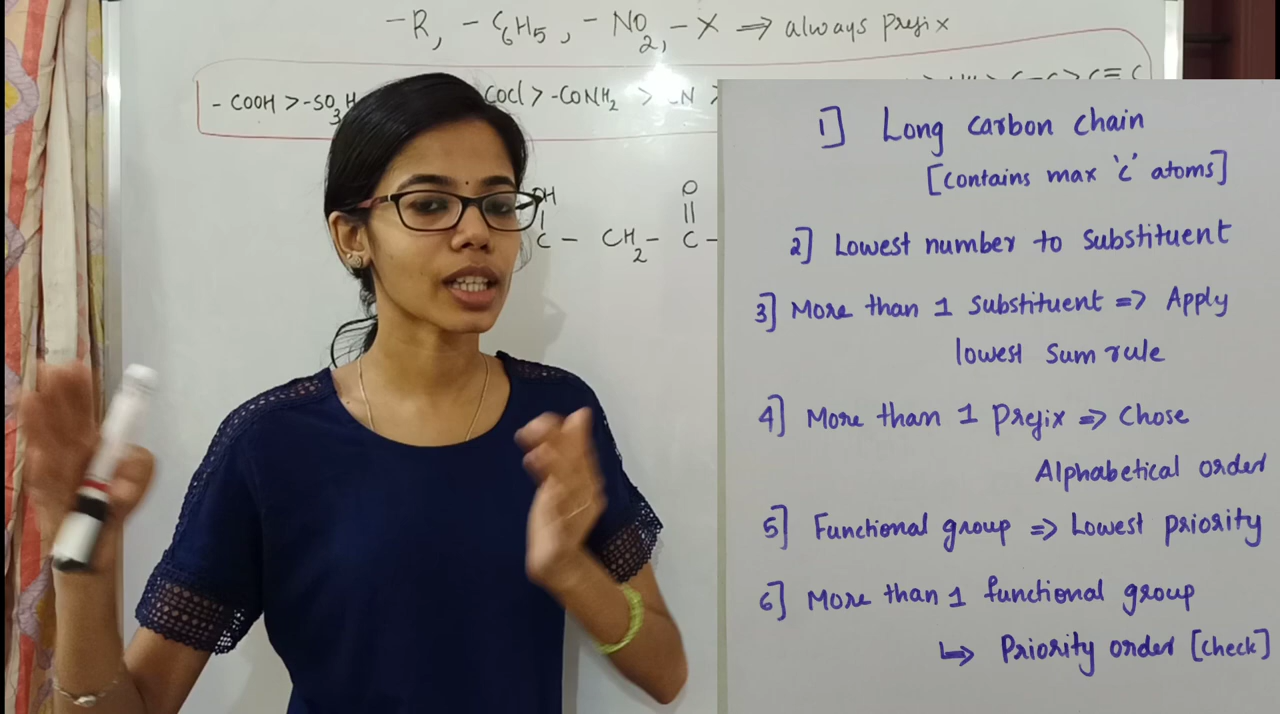 -R, -C6H5, -NO2, -X ⇒ always prefix
-COOH > -SO3H COCl > -CONH2 > CN > > C=C > C≡C
OH O
C - CH2 - C -
1] Long carbon chain
[contains max 'c' atoms]
2] Lowest number to substituent
3] More than 1 substituent => Apply
lowest sum rule
4] More than 1 prefix => Chose
Alphabetical order
5] Functional group => Lowest priority
6] More than 1 functional group
↳ Priority order [check]